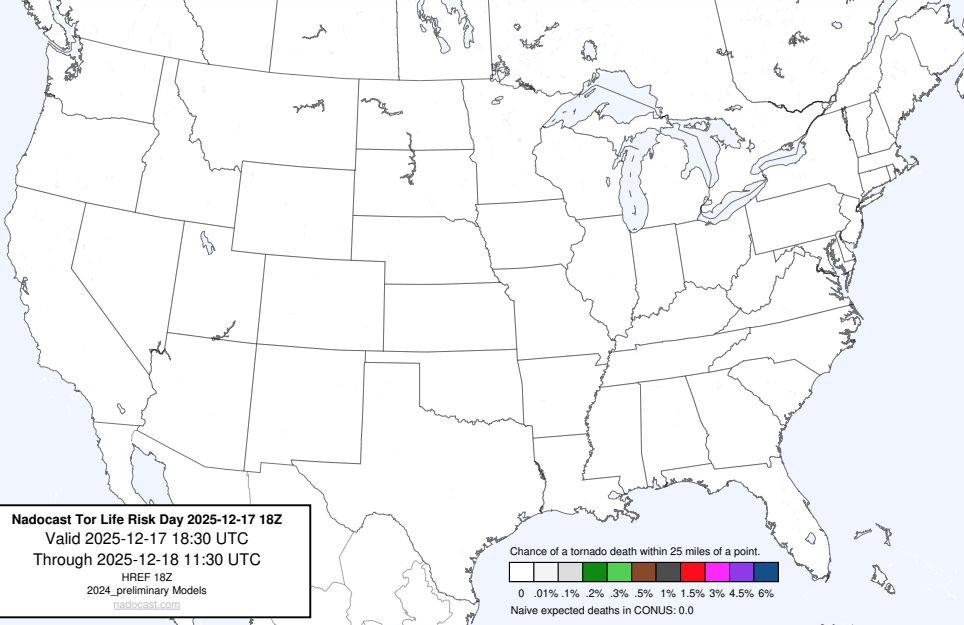 Nadocast Tor Life Risk Day 2025-12-17 18Z
Valid 2025-12-17 18:30 UTC
Through 2025-12-18 11:30 UTC
HREF 18Z
2024_preliminary Models
nadocast.com
Chance of a tornado death within 25 miles of a point.
0 .01% .1% .2% .3% .5% 1% 1.5% 3% 4.5% 6%
Naive expected deaths in CONUS: 0.0